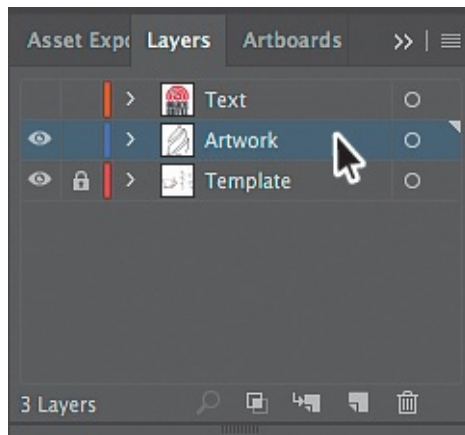 Asset Expo Layers Artboards
Text
Artwork
Template
3 Layers